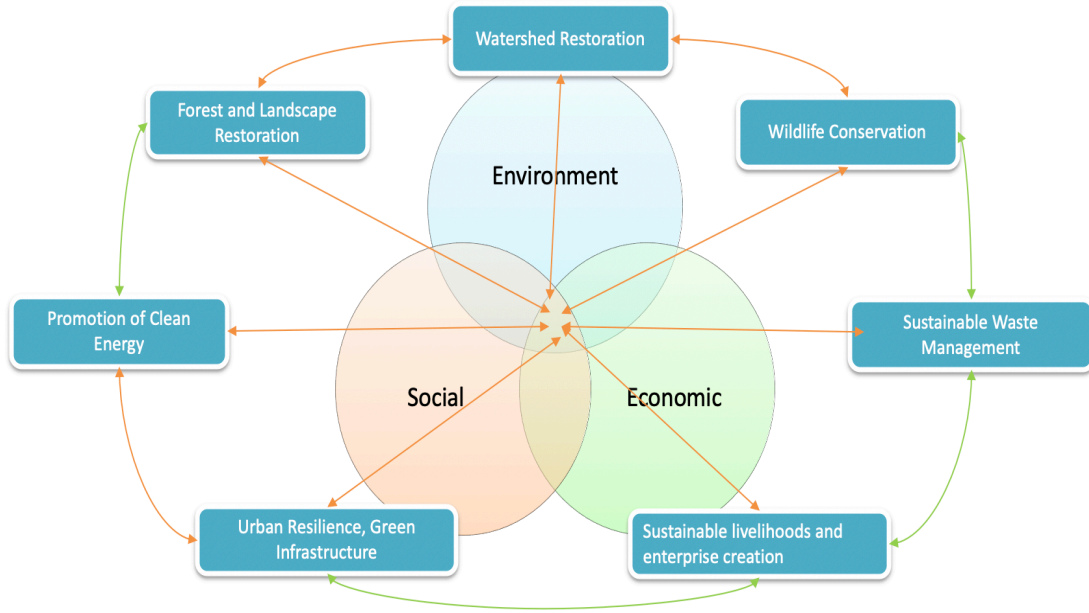 Watershed Restoration
Forest and Landscape
Restoration
Wildlife Conservation
Environment
Promotion of Clean
Energy
Sustainable Waste
Management
Social
Economic
Urban Resilience, Green
Infrastructure
Sustainable livelihoods and
enterprise creation